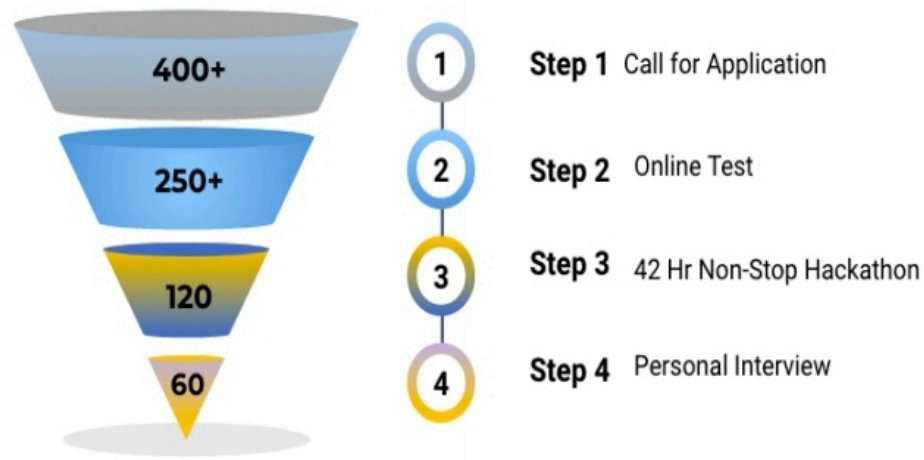 400+
1
Step 1 Call for Application
250+
2
Step 2 Online Test
120
3
Step 3 42 Hr Non-Stop Hackathon
60
4
Step 4 Personal Interview